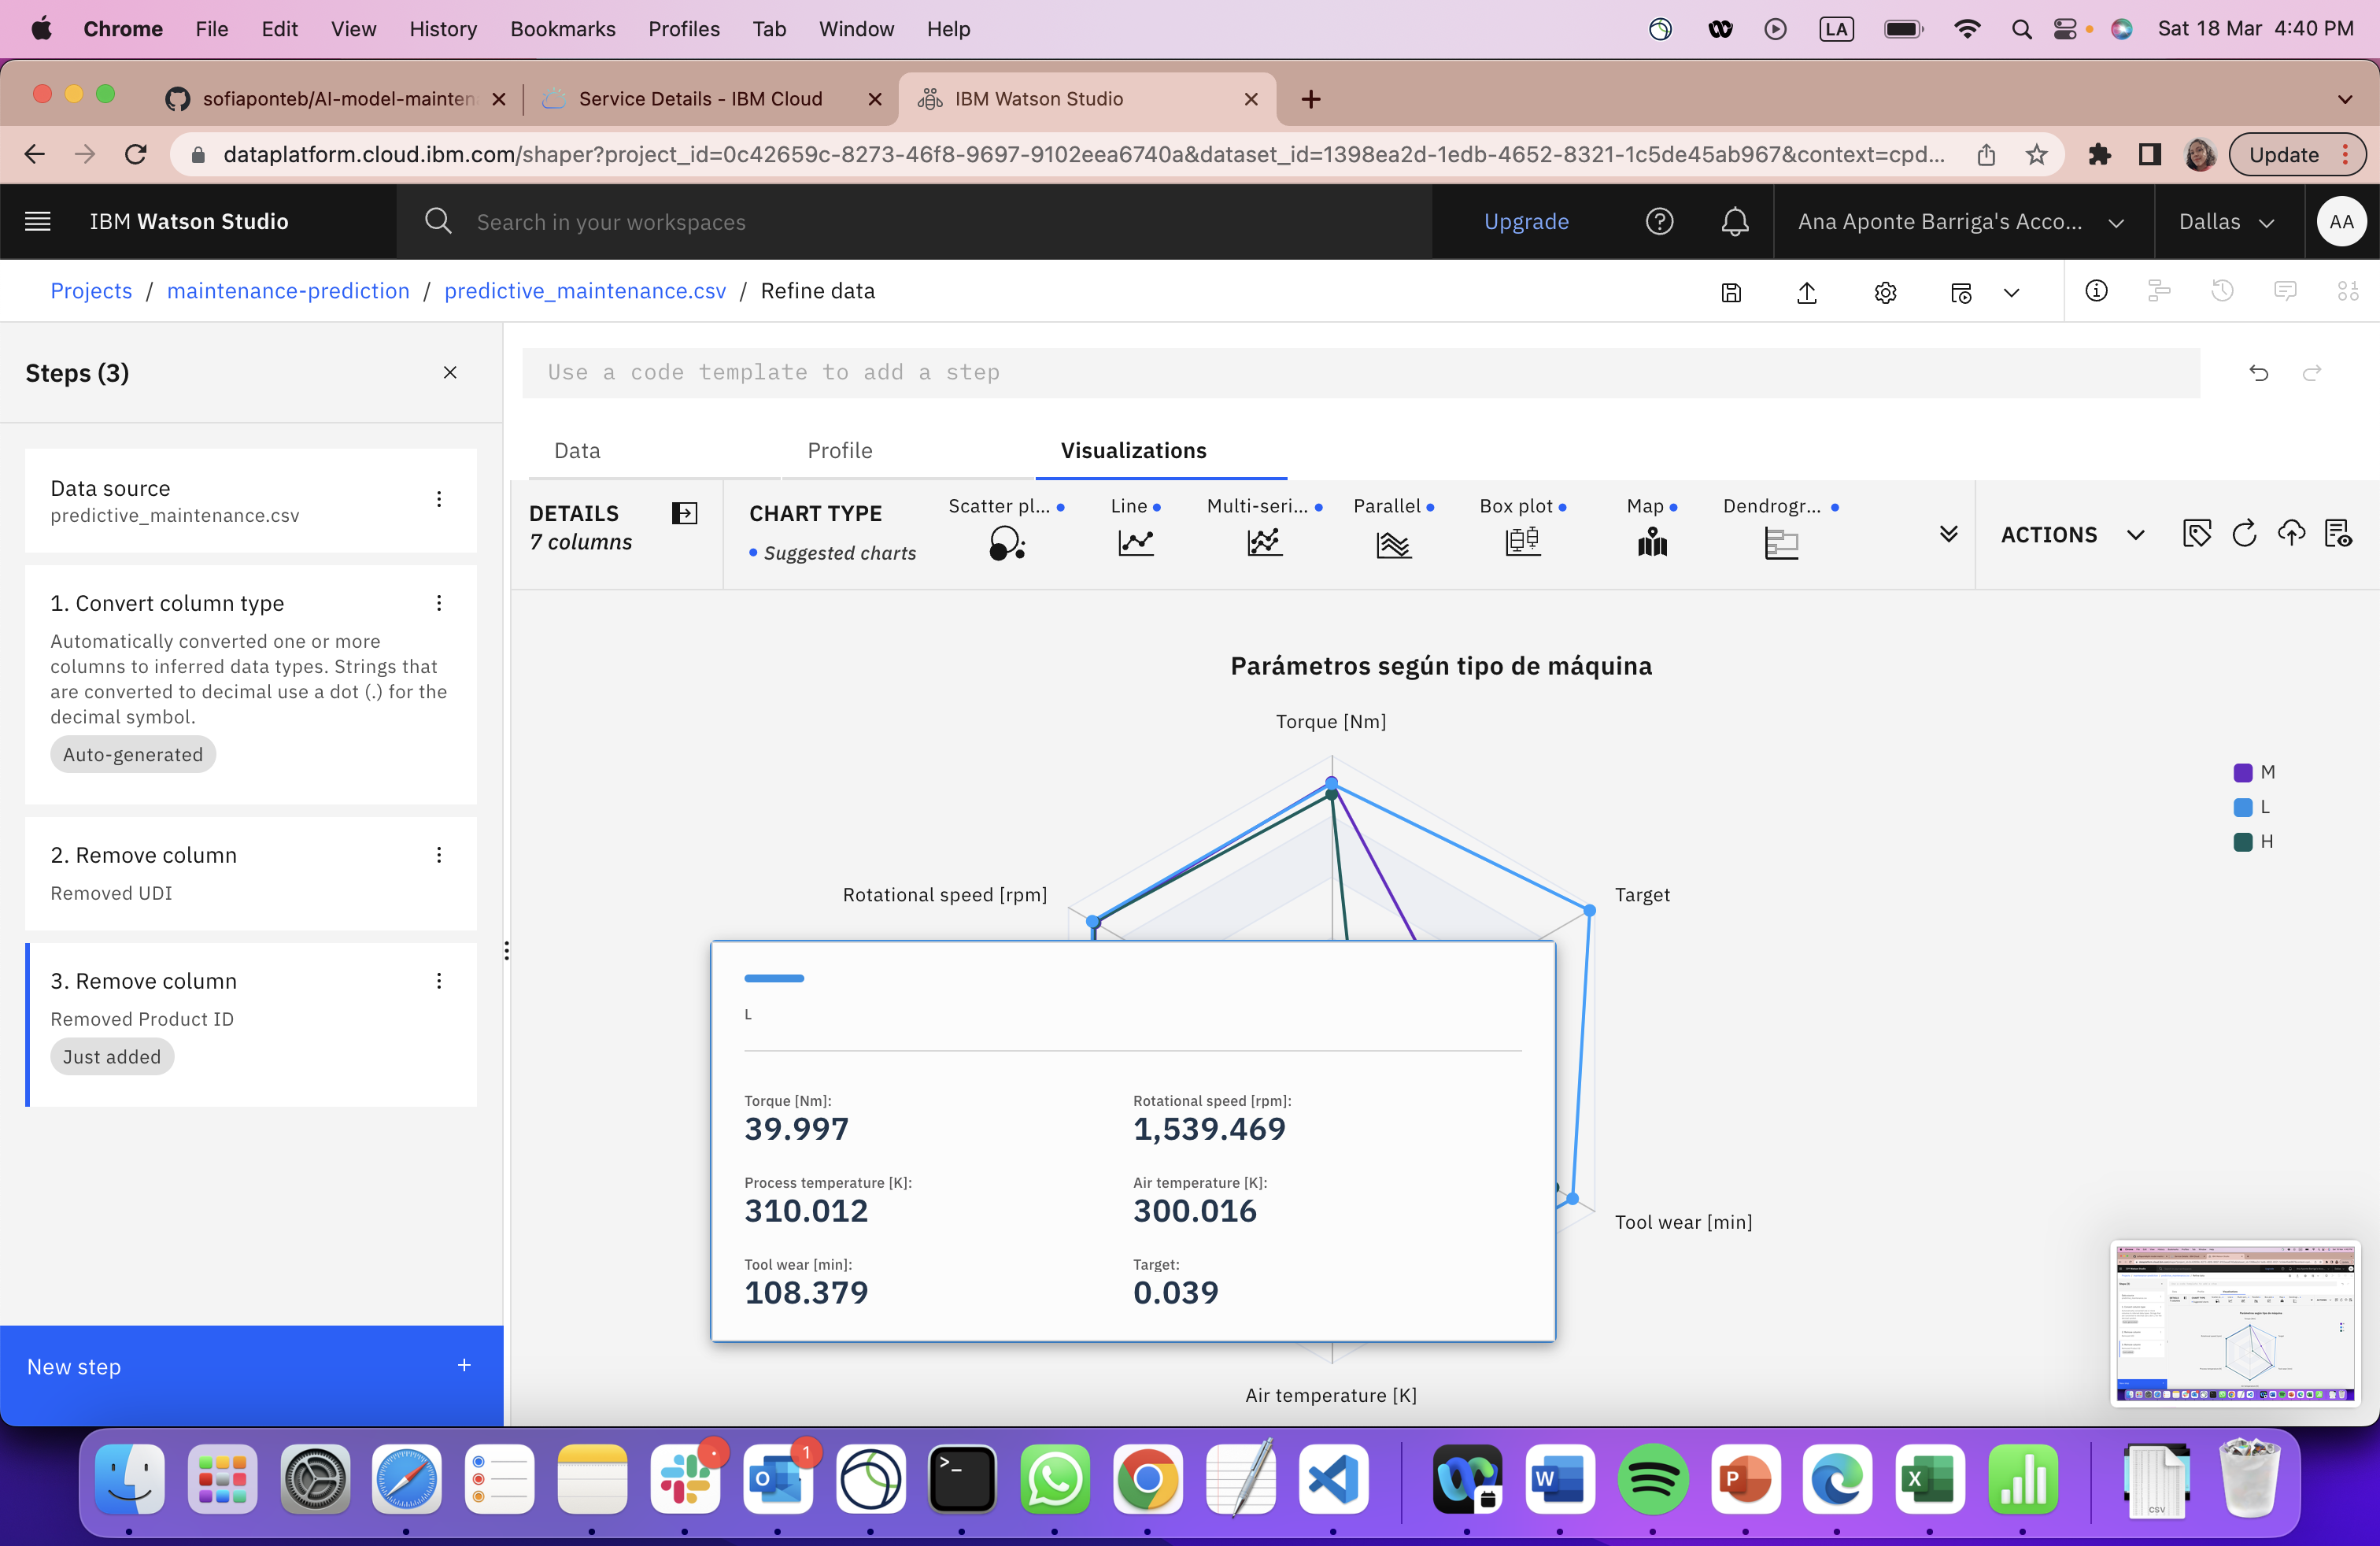 Chrome File Edit View History Bookmarks Profiles Tab Window Help LA Sat 18 Mar 4:40 PM
sofiaponteb/AI-model-mainten Service Details - IBM Cloud IBM Watson Studio
dataplatform.cloud.ibm.com/shaper?project_id=0c42659c-8273-46f8-9697-9102eea6740a&dataset_id=1398ea2d-1edb-4652-8321-1c5de45ab967&context=cpd... Update
IBM Watson Studio Search in your workspaces Upgrade Ana Aponte Barriga's Acco... Dallas AA
Projects / maintenance-prediction / predictive_maintenance.csv / Refine data
Steps (3)
Data source
predictive_maintenance.csv
1. Convert column type
Automatically converted one or more
columns to inferred data types. Strings that
are converted to decimal use a dot (.) for the
decimal symbol.
Auto-generated
2. Remove column
Removed UDI
3. Remove column
Removed Product ID
Just added
New step +
Use a code template to add a step
Data Profile Visualizations
DETAILS
7 columns
CHART TYPE
Suggested charts
Scatter pl... Line Multi-seri... Parallel Box plot Map Dendrogr...
ACTIONS
Parámetros según tipo de máquina
Torque [Nm]
M
L
H
Rotational speed [rpm]
Target
L
Torque [Nm]: Rotational speed [rpm]:
39.997 1,539.469
Process temperature [K]: Air temperature [K]:
310.012 300.016
Tool wear [min]: Target:
108.379 0.039
Tool wear [min]
Air temperature [K]
1
CSV